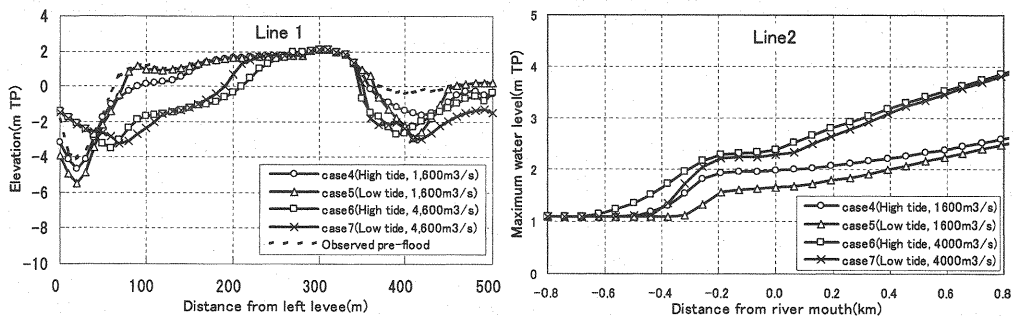 Line 1
Elevation(m TP)
4
2
0
-2
-4
-6
-8
-10
case4(High tide, 1,600m3/s)
case5(Low tide, 1,600m3/s)
case6(High tide, 4,600m3/s)
case7(Low tide, 4,600m3/s)
Observed pre-flood
0 100 200 300 400 500
Distance from left levee(m)
Line2
Maximum water level(m TP)
5
4
3
2
1
0
case4(High tide, 1600m3/s)
case5(Low tide, 1600m3/s)
case6(High tide, 4000m3/s)
case7(Low tide, 4000m3/s)
-0.8 -0.6 -0.4 -0.2 0.0 0.2 0.4 0.6 0.8
Distance from river mouth(km)